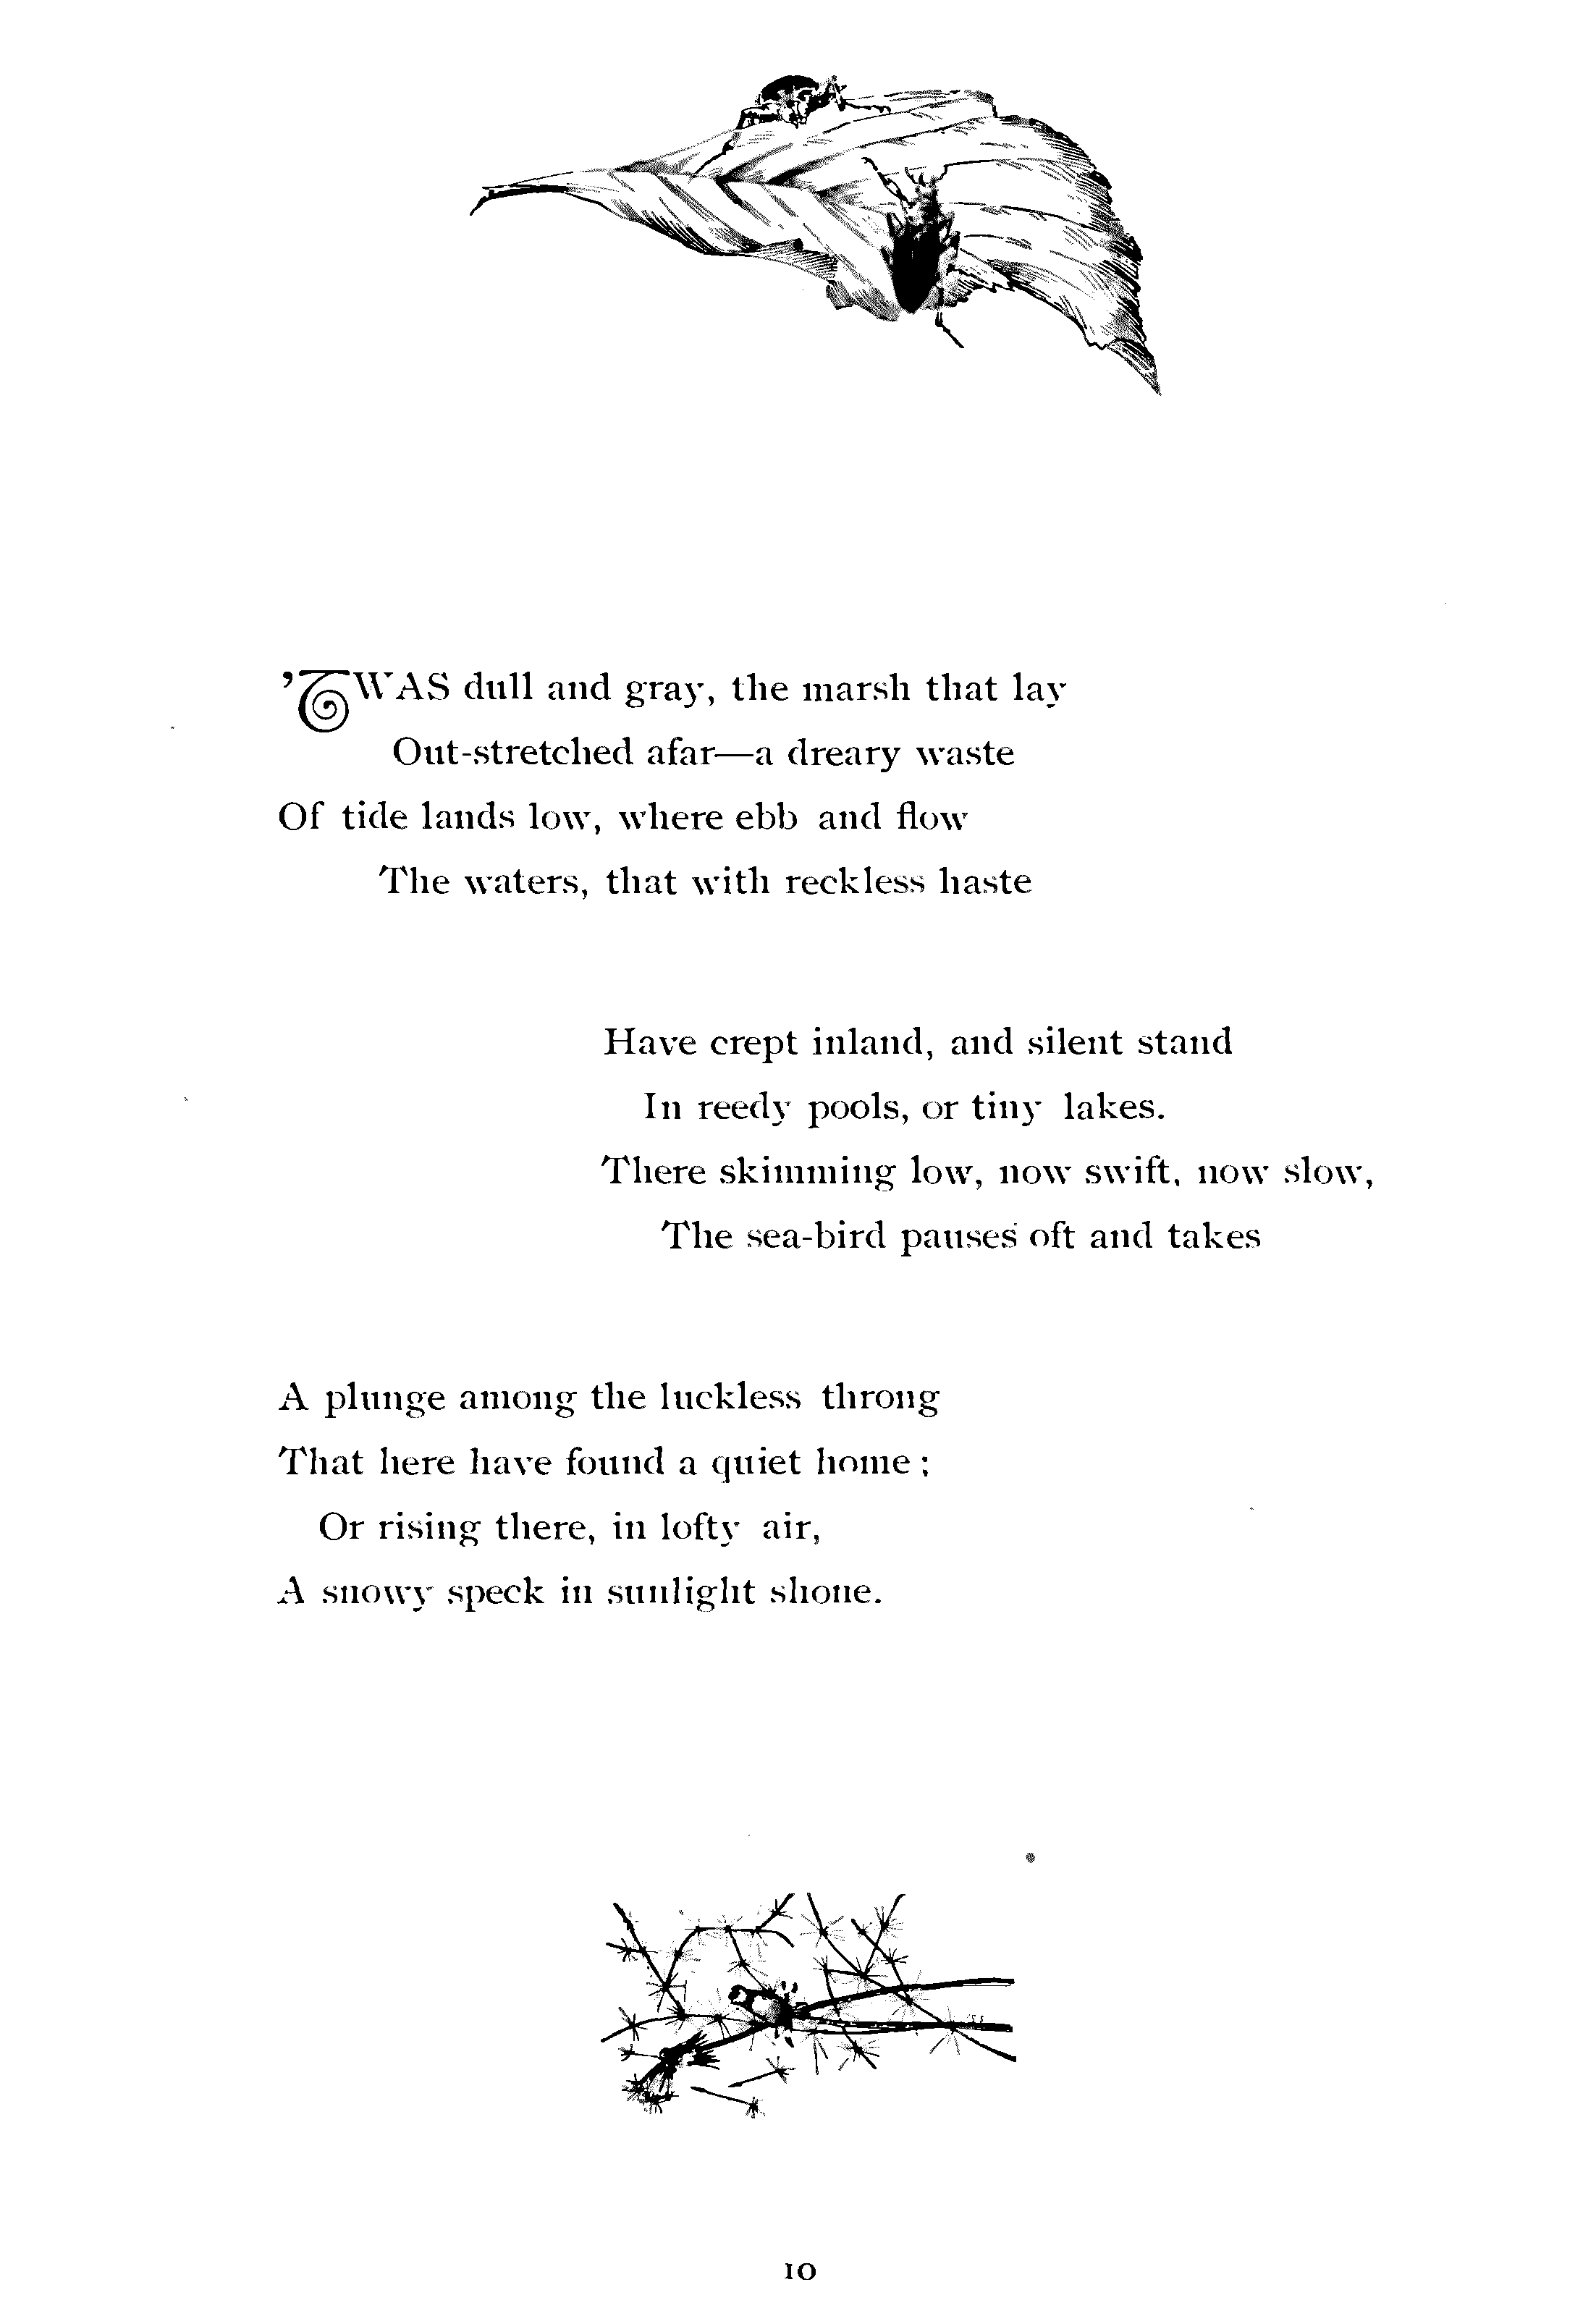 ’TWAS dull and gray, the marsh that lay
Out-stretched afar—a dreary waste
Of tide lands low, where ebb and flow
The waters, that with reckless haste
Have crept inland, and silent stand
In reedy pools, or tiny lakes.
There skimming low, now swift, now slow,
The sea-bird pauses oft and takes
A plunge among the luckless throng
That here have found a quiet home ;
Or rising there, in lofty air,
A snowy speck in sunlight shone.
10